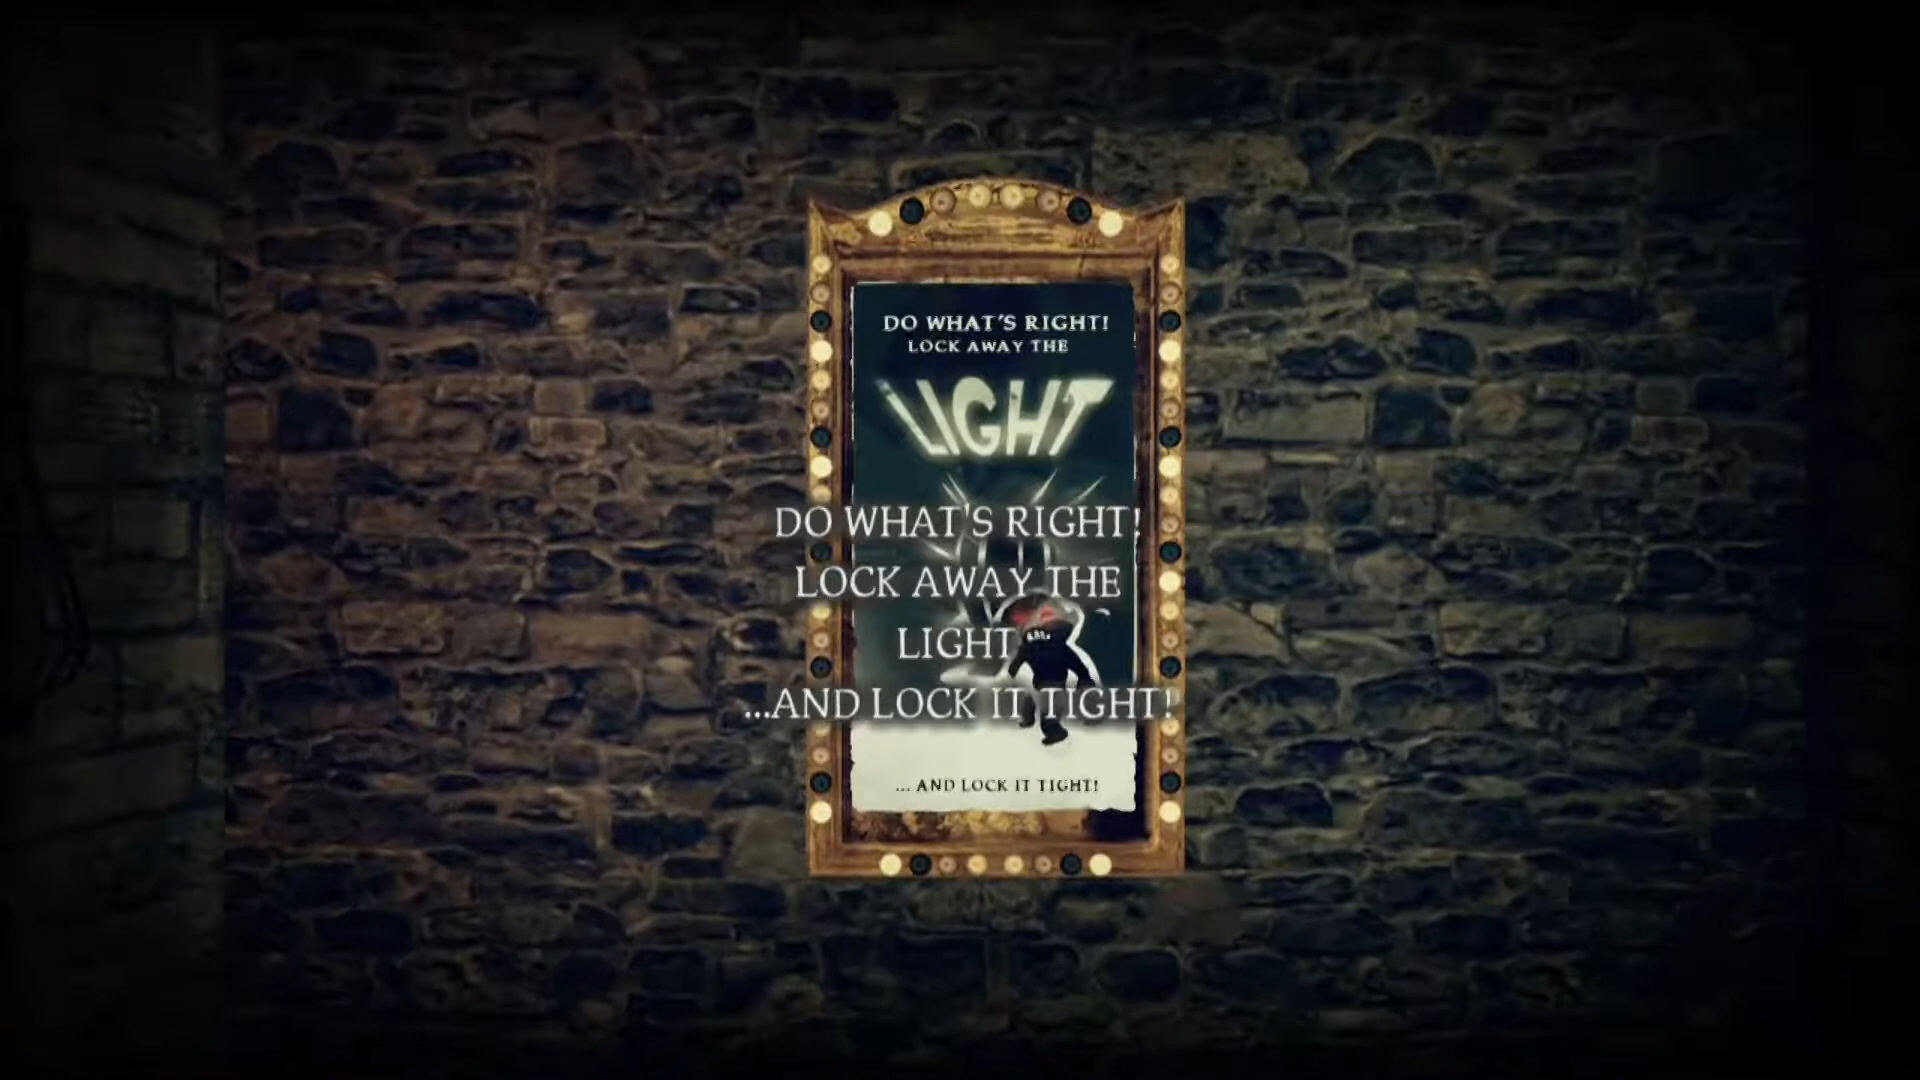 DO WHAT'S RIGHT!
LOCK AWAY THE
LIGHT
DO WHAT'S RIGHT!
LOCK AWAY THE
LIGHT
...AND LOCK IT TIGHT!
... AND LOCK IT TIGHT!